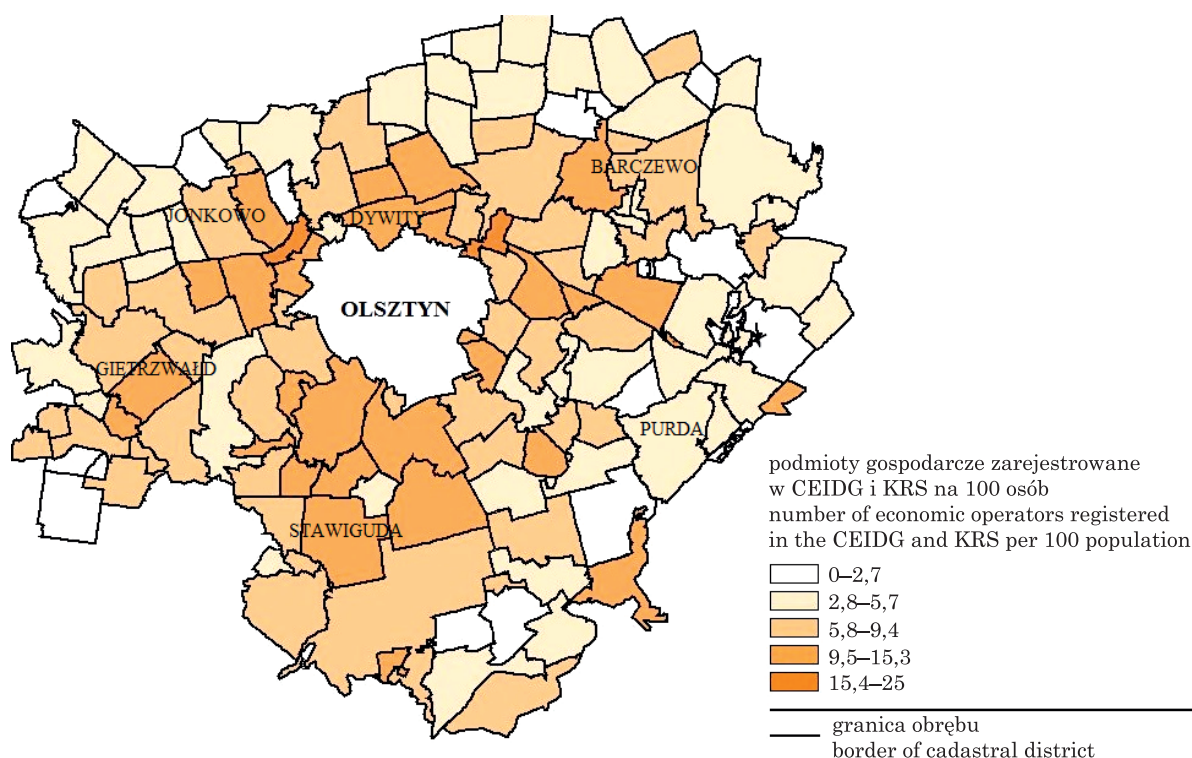 BARCZEWO
JONKOWO
DYWITY
OLSZTYN
GIETRZWAŁD
PURDA
STAWIGUDA
podmioty gospodarcze zarejestrowane
w CEIDG i KRS na 100 osób
number of economic operators registered
in the CEIDG and KRS per 100 population
0–2,7
2,8–5,7
5,8–9,4
9,5–15,3
15,4–25
granica obrębu
border of cadastral district